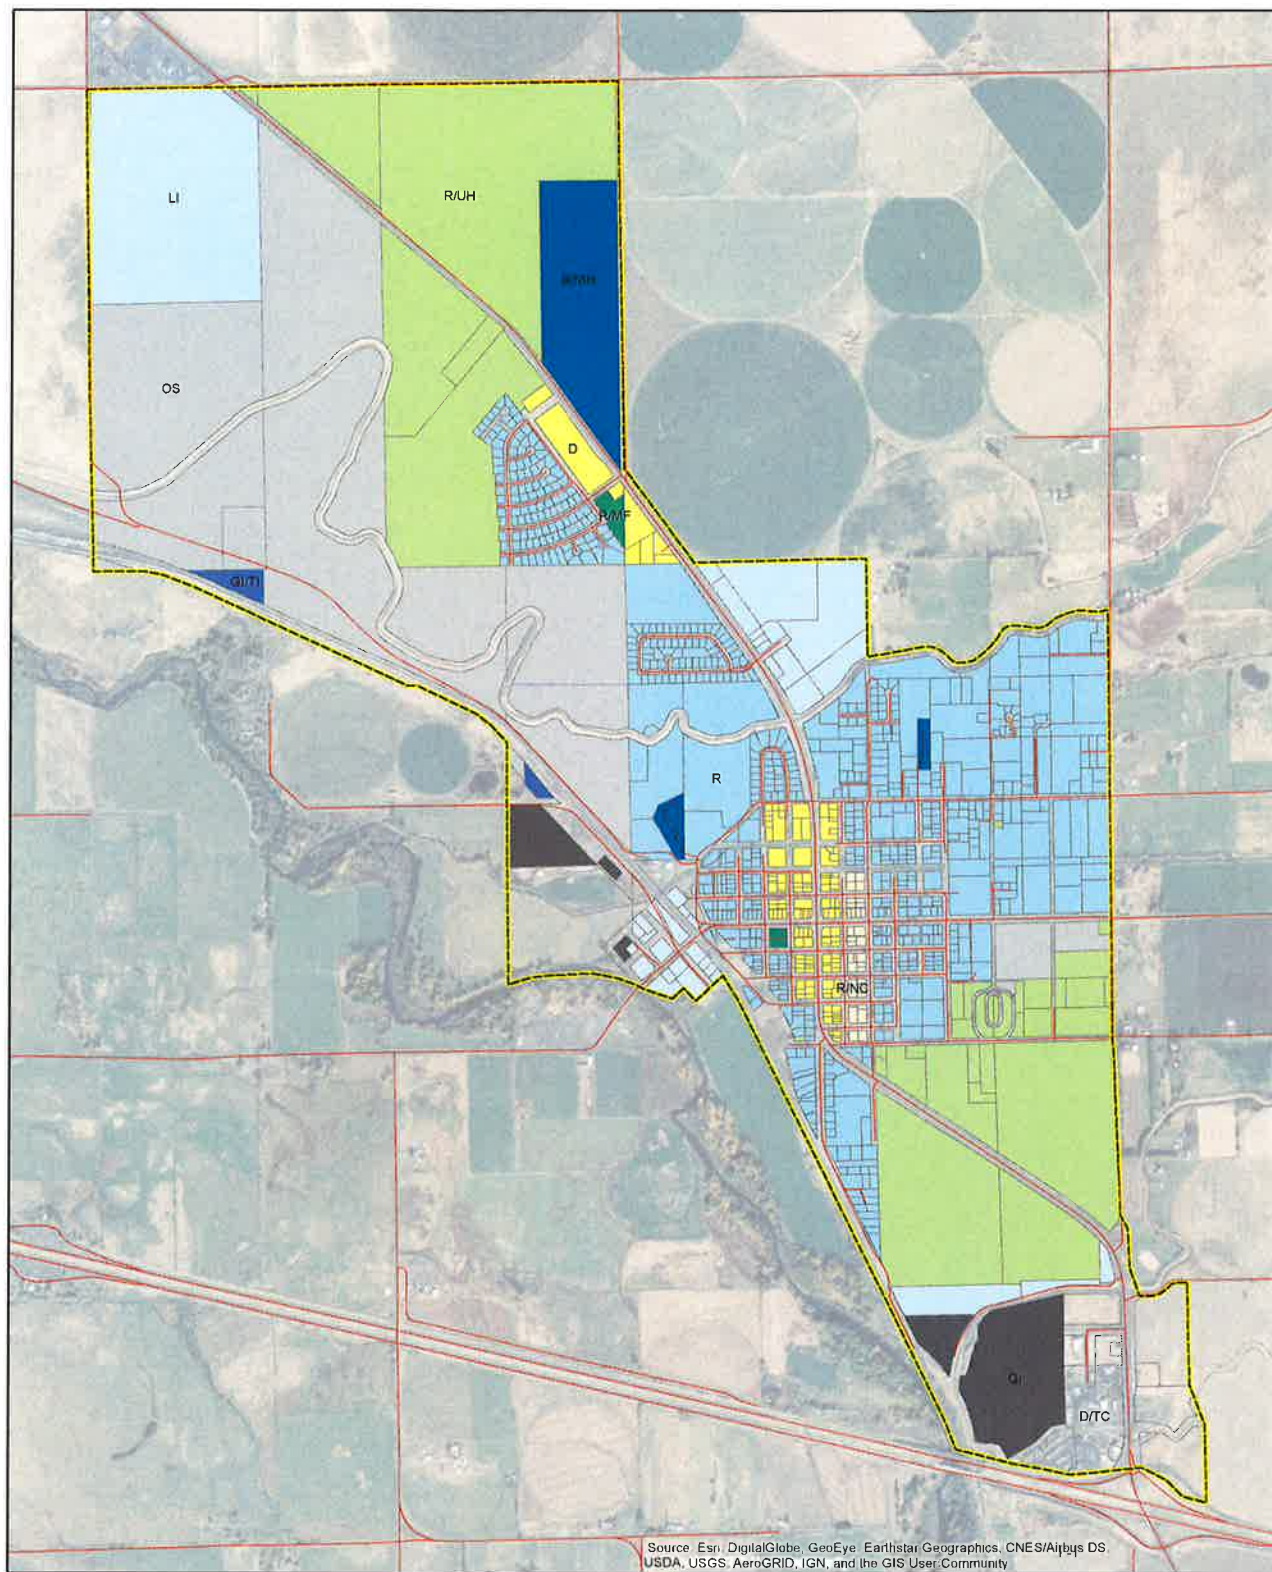 LI
R/UH
R/MH
OS
D
R/MF
GI/TI
R
R/NC
GI
D/TC
Source: Esri, DigitalGlobe, GeoEye, Earthstar Geographics, CNES/Airbus DS,
USDA, USGS, AeroGRID, IGN, and the GIS User Community